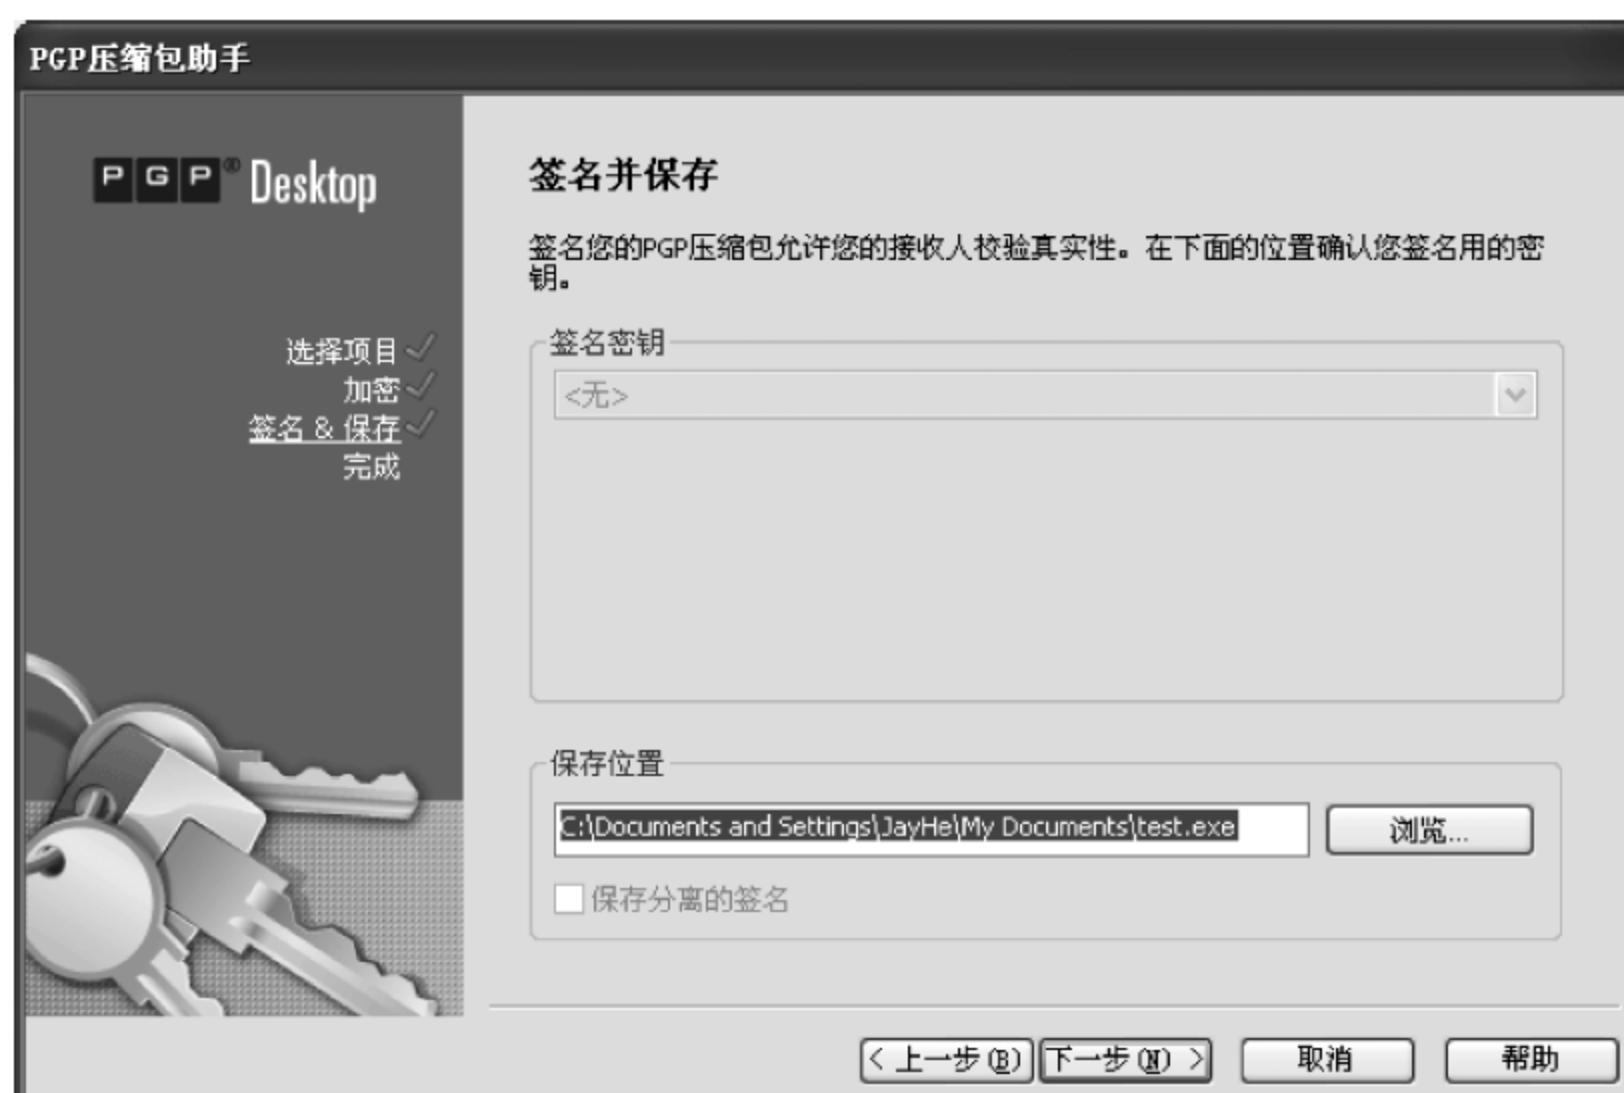 PGP压缩包助手
PGP® Desktop
选择项目
加密
签名 & 保存
完成
签名并保存
签名您的PGP压缩包允许您的接收人校验真实性。在下面的位置确认您签名用的密
钥。
签名密钥
<无>
保存位置
C:\Documents and Settings\JayHe\My Documents\test.exe
浏览...
保存分离的签名
< 上一步(B)
下一步(N) >
取消
帮助